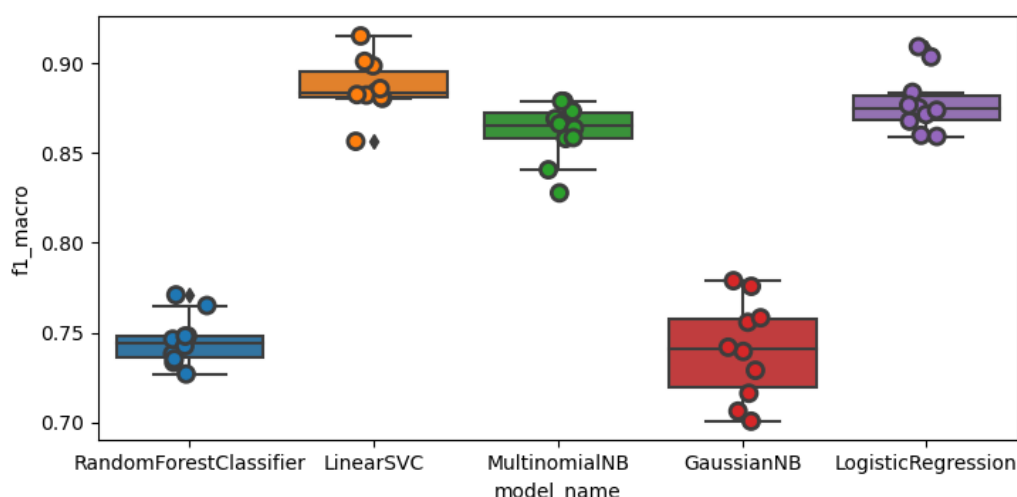 f1_macro
0.90
0.85
0.80
0.75
0.70
RandomForestClassifier LinearSVC MultinomialNB GaussianNB LogisticRegression
model_name